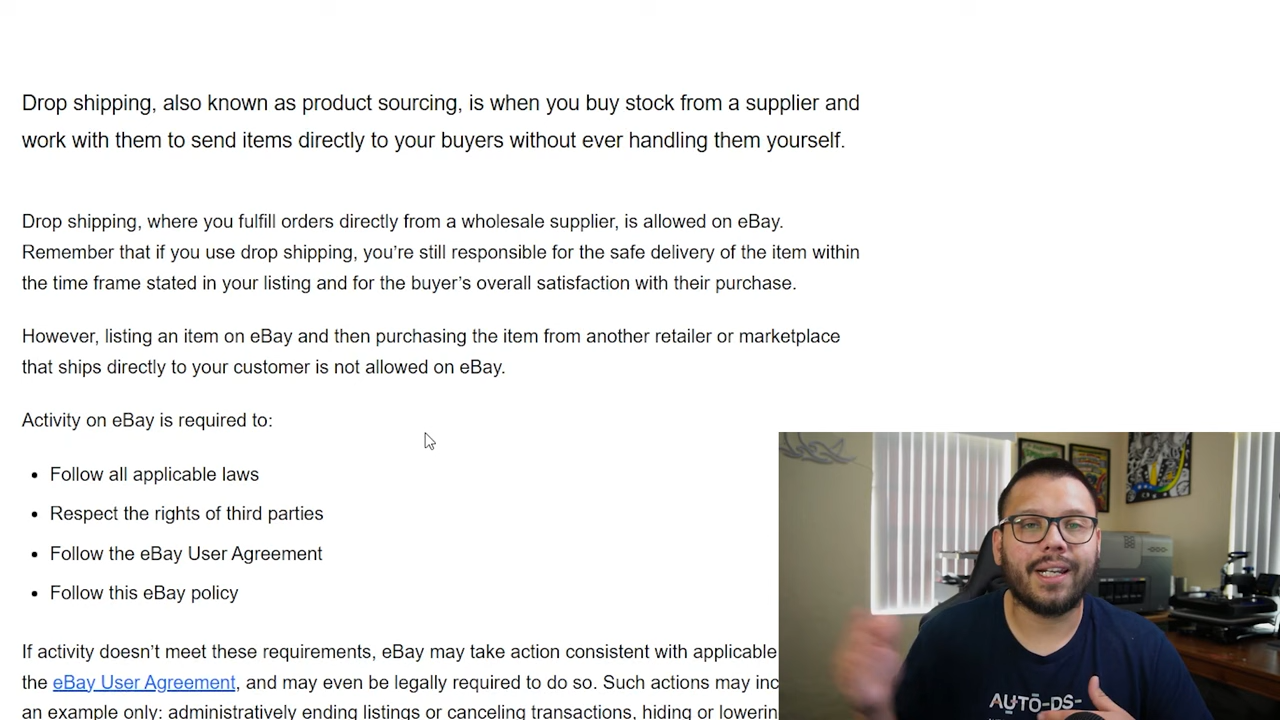 Drop shipping, also known as product sourcing, is when you buy stock from a supplier and
work with them to send items directly to your buyers without ever handling them yourself.
Drop shipping, where you fulfill orders directly from a wholesale supplier, is allowed on eBay.
Remember that if you use drop shipping, you’re still responsible for the safe delivery of the item within
the time frame stated in your listing and for the buyer’s overall satisfaction with their purchase.
However, listing an item on eBay and then purchasing the item from another retailer or marketplace
that ships directly to your customer is not allowed on eBay.
Activity on eBay is required to:
• Follow all applicable laws
• Respect the rights of third parties
• Follow the eBay User Agreement
• Follow this eBay policy
If activity doesn’t meet these requirements, eBay may take action consistent with applicable
the eBay User Agreement, and may even be legally required to do so. Such actions may inc
an example only: administratively ending listings or canceling transactions, hiding or lowerin
AUTO-DS-